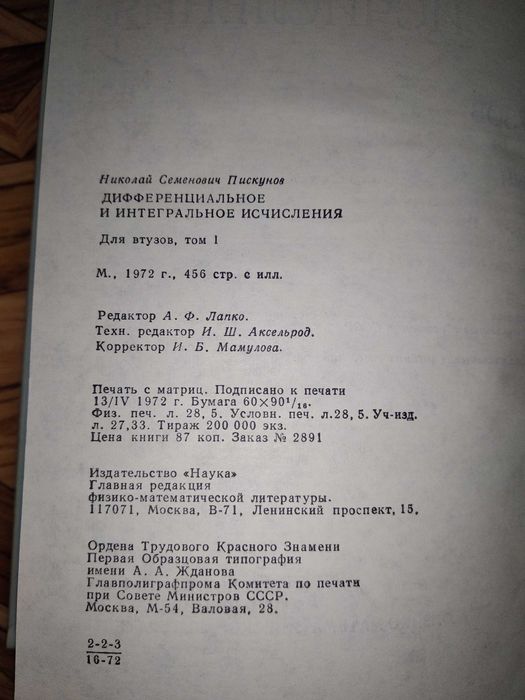 Николай Семенович Пискунов
ДИФФЕРЕНЦИАЛЬНОЕ
И ИНТЕГРАЛЬНОЕ ИСЧИСЛЕНИЯ
Для втузов, том I
М., 1972 г., 456 стр. с илл.
Редактор А. Ф. Лапко.
Техн. редактор И. Ш. Аксельрод.
Корректор И. Б. Мамулова.
Печать с матриц. Подписано к печати
13/IV 1972 г. Бумага 60×90¹/₁₆.
Физ. печ. л. 28, 5. Условн. печ. л.28, 5. Уч-изд.
л. 27,33. Тираж 200 000 экз.
Цена книги 87 коп. Заказ № 2891
Издательство «Наука»
Главная редакция
физико-математической литературы.
117071, Москва, В-71, Ленинский проспект, 15.
Ордена Трудового Красного Знамени
Первая Образцовая типография
имени А. А. Жданова
Главполиграфпрома Комитета по печати
при Совете Министров СССР.
Москва, М-54, Валовая, 28.
2-2-3
16-72